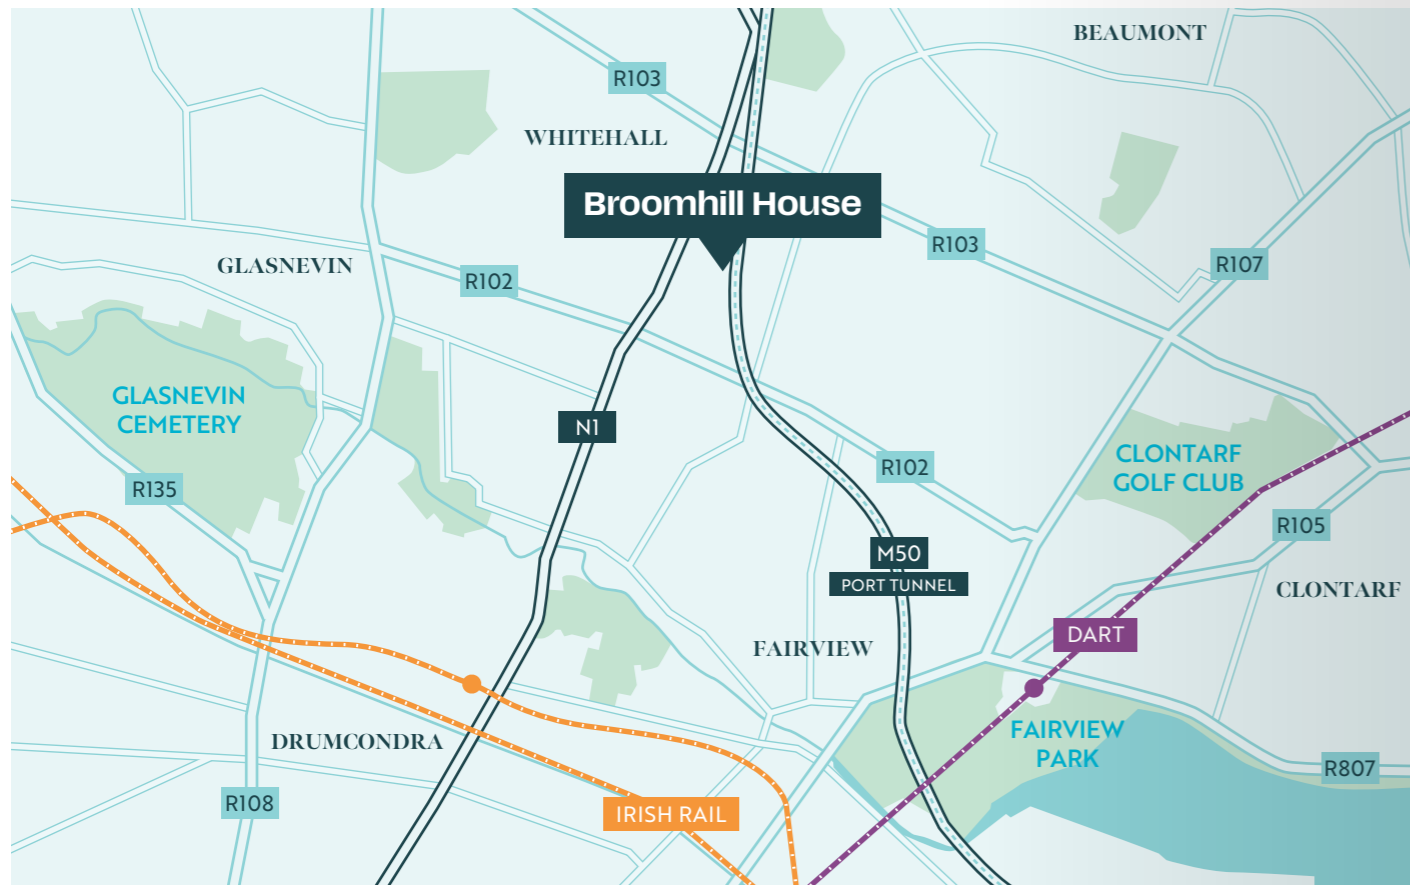 BEAUMONT
R103
WHITEHALL
Broomhill House
R103
GLASNEVIN
R107
R102
GLASNEVIN
CEMETERY
N1
CLONTARF
GOLF CLUB
R102
R135
R105
M50
PORT TUNNEL
CLONTARF
DART
FAIRVIEW
DRUMCONDRA
FAIRVIEW
PARK
R807
R108
IRISH RAIL